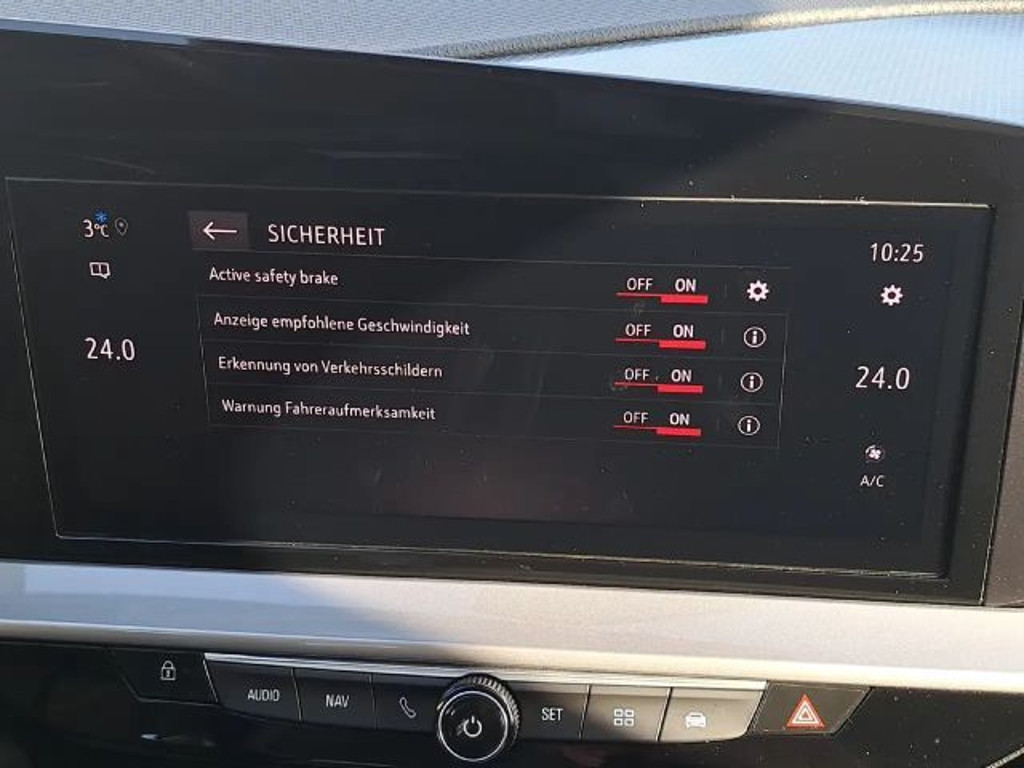 3°C
SICHERHEIT
10:25
Active safety brake OFF ON
Anzeige empfohlene Geschwindigkeit OFF ON
24.0
Erkennung von Verkehrsschildern OFF ON
24.0
Warnung Fahreraufmerksamkeit OFF ON
A/C
AUDIO NAV SET